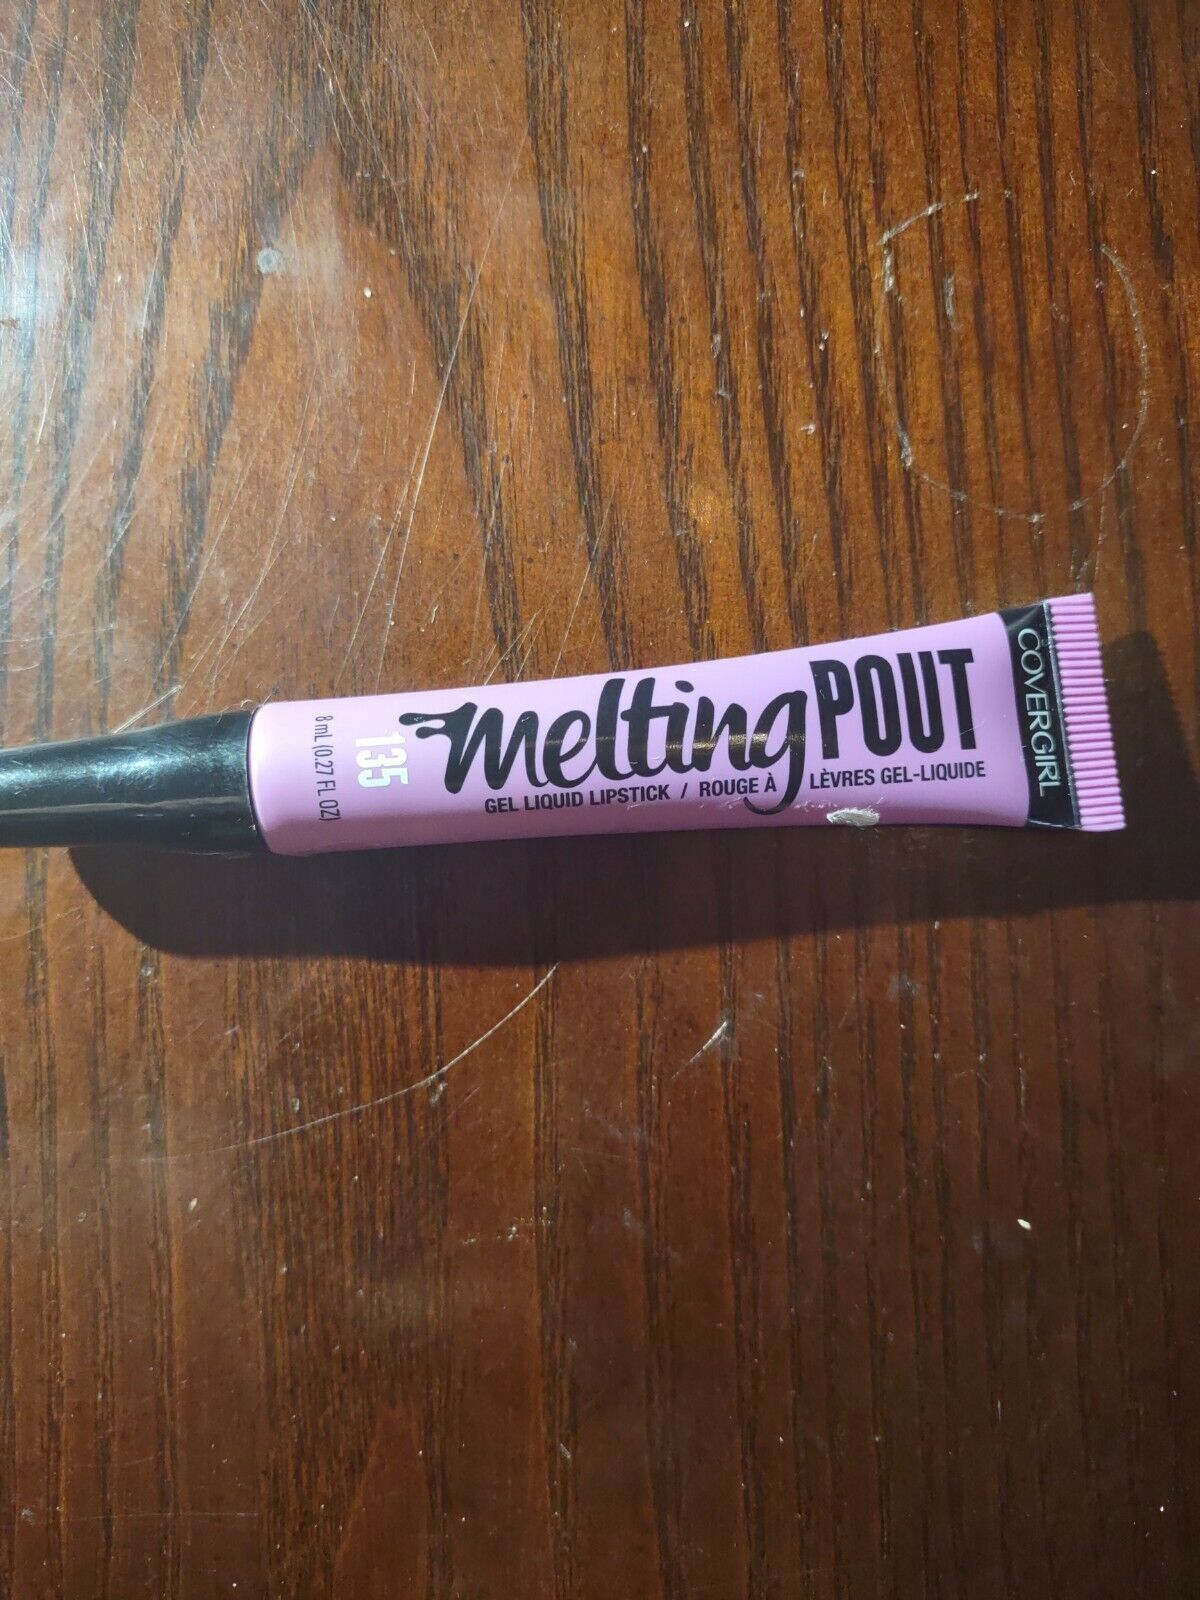 meltingPOUT
GEL LIQUID LIPSTICK / ROUGE À LÈVRES GEL-LIQUIDE
135
8 mL (0.27 FL OZ)
COVERGIRL